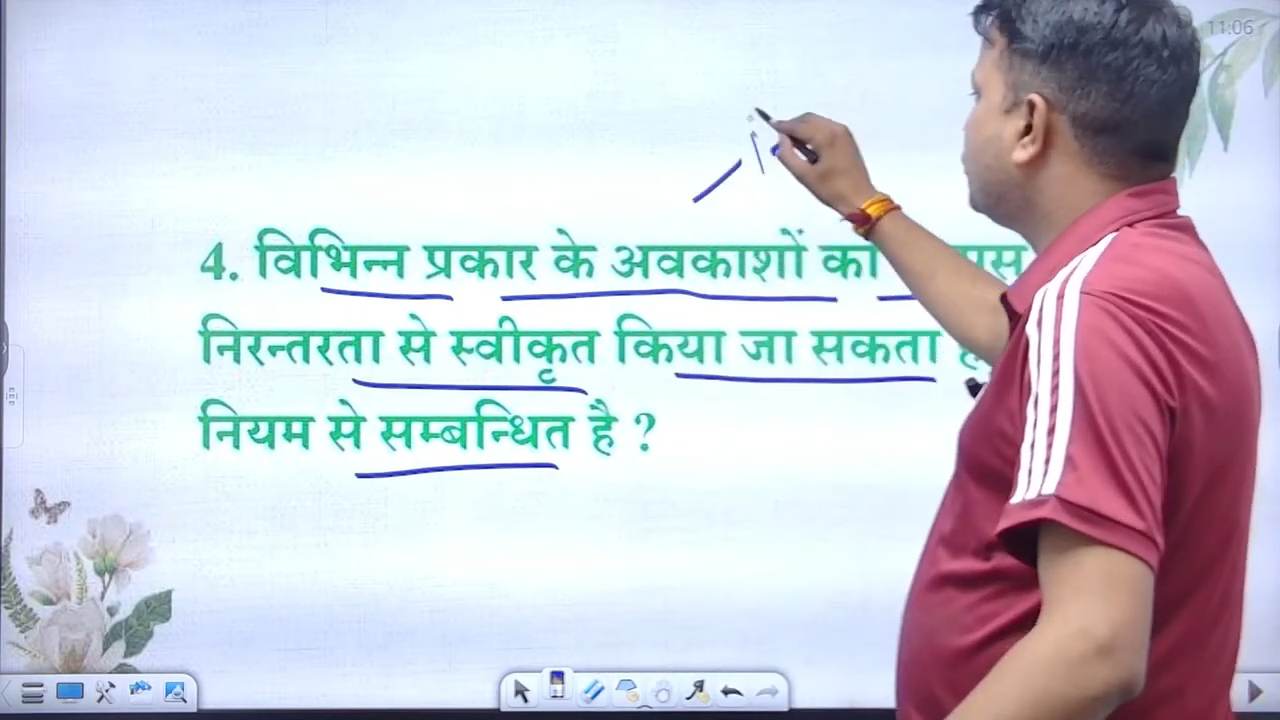 11:06
4. विभिन्न प्रकार के अवकाशों का
निरन्तरता से स्वीकृत किया जा सकता
नियम से सम्बन्धित है ?